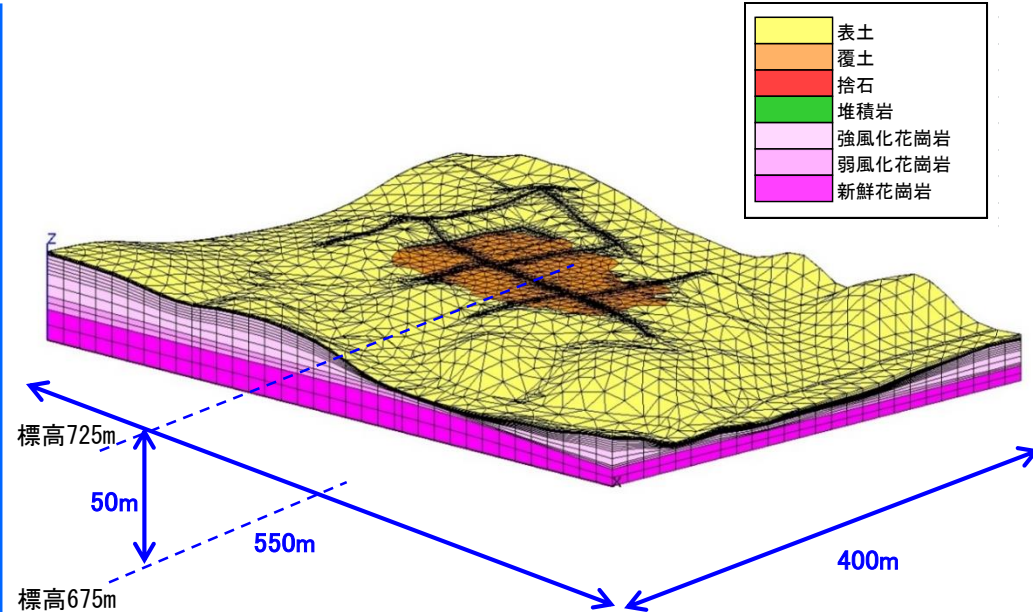 表土
覆土
捨石
堆積岩
強風化花崗岩
弱風化花崗岩
新鮮花崗岩
Z
標高725m
50m
550m
標高675m
X
400m